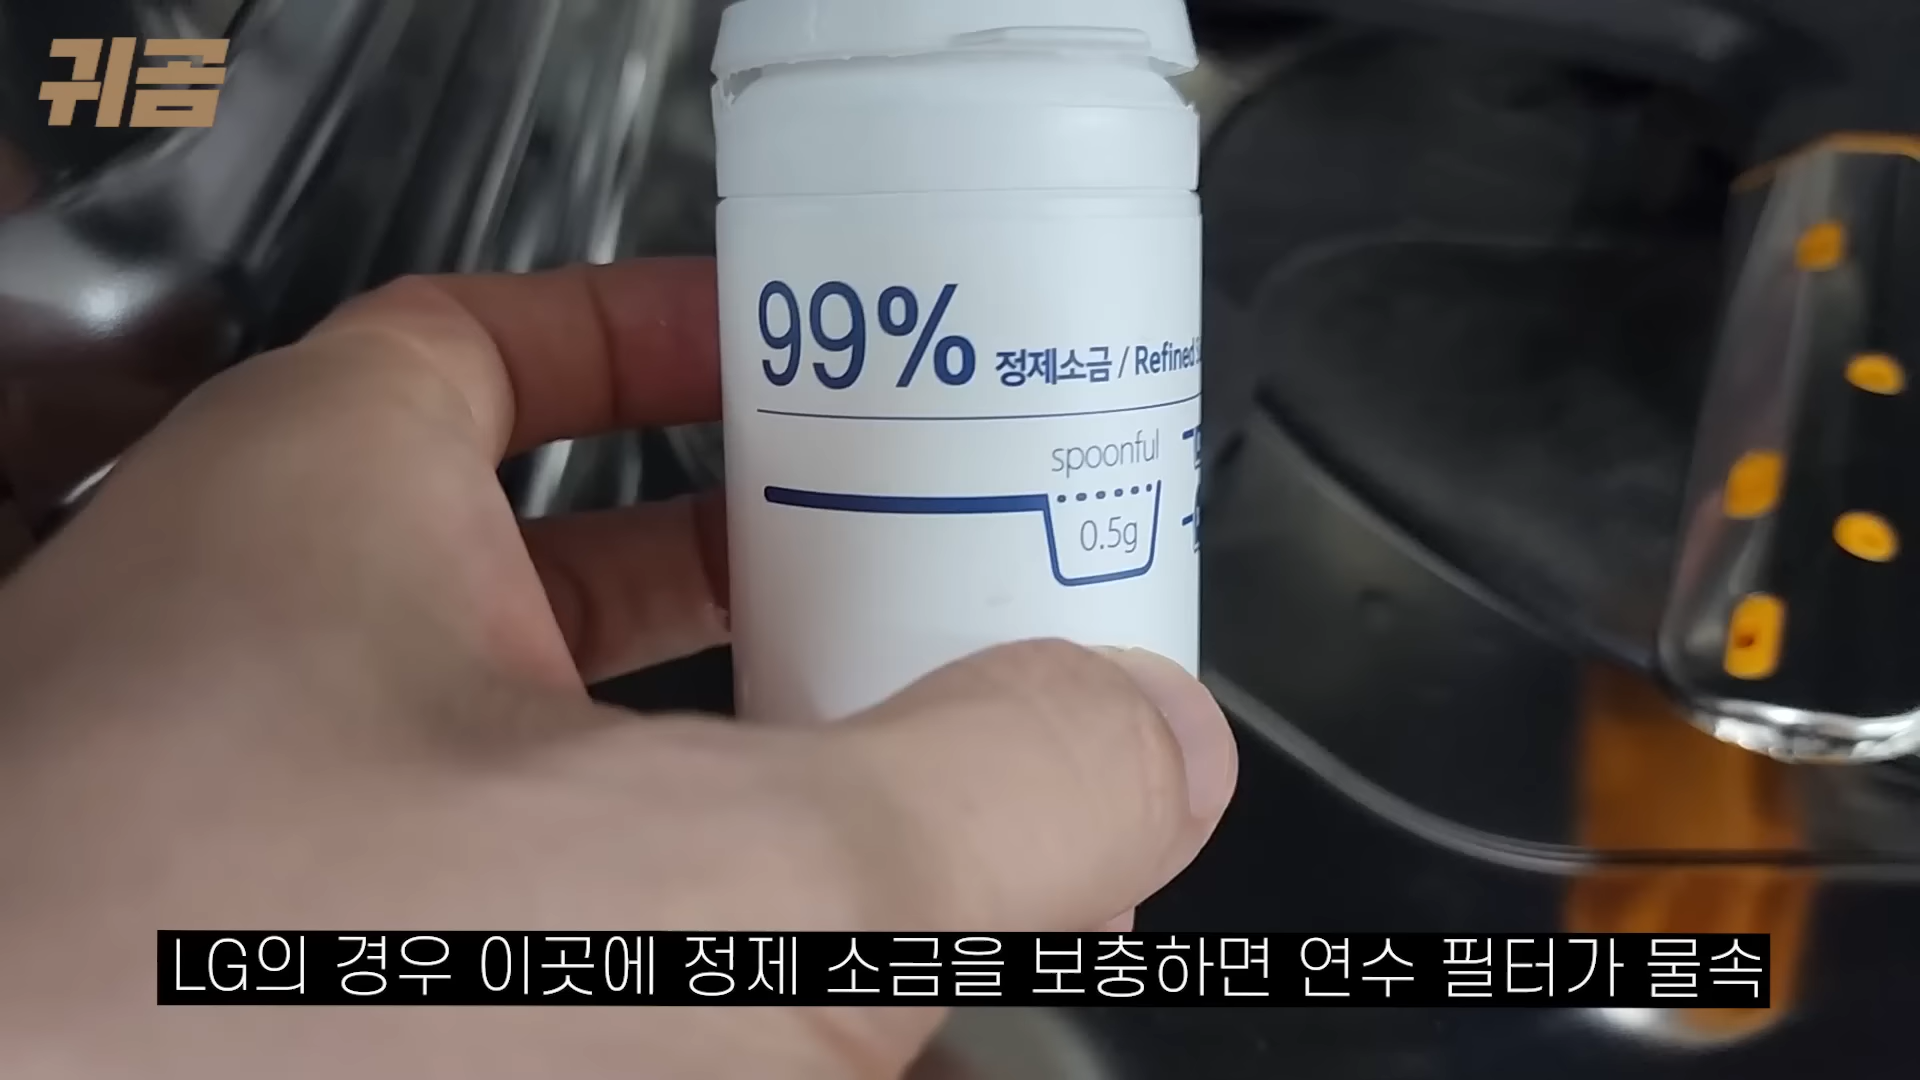 귀곰
99% 정제소금 / Refined
spoonful
0.5g
LG의 경우 이곳에 정제 소금을 보충하면 연수 필터가 물속